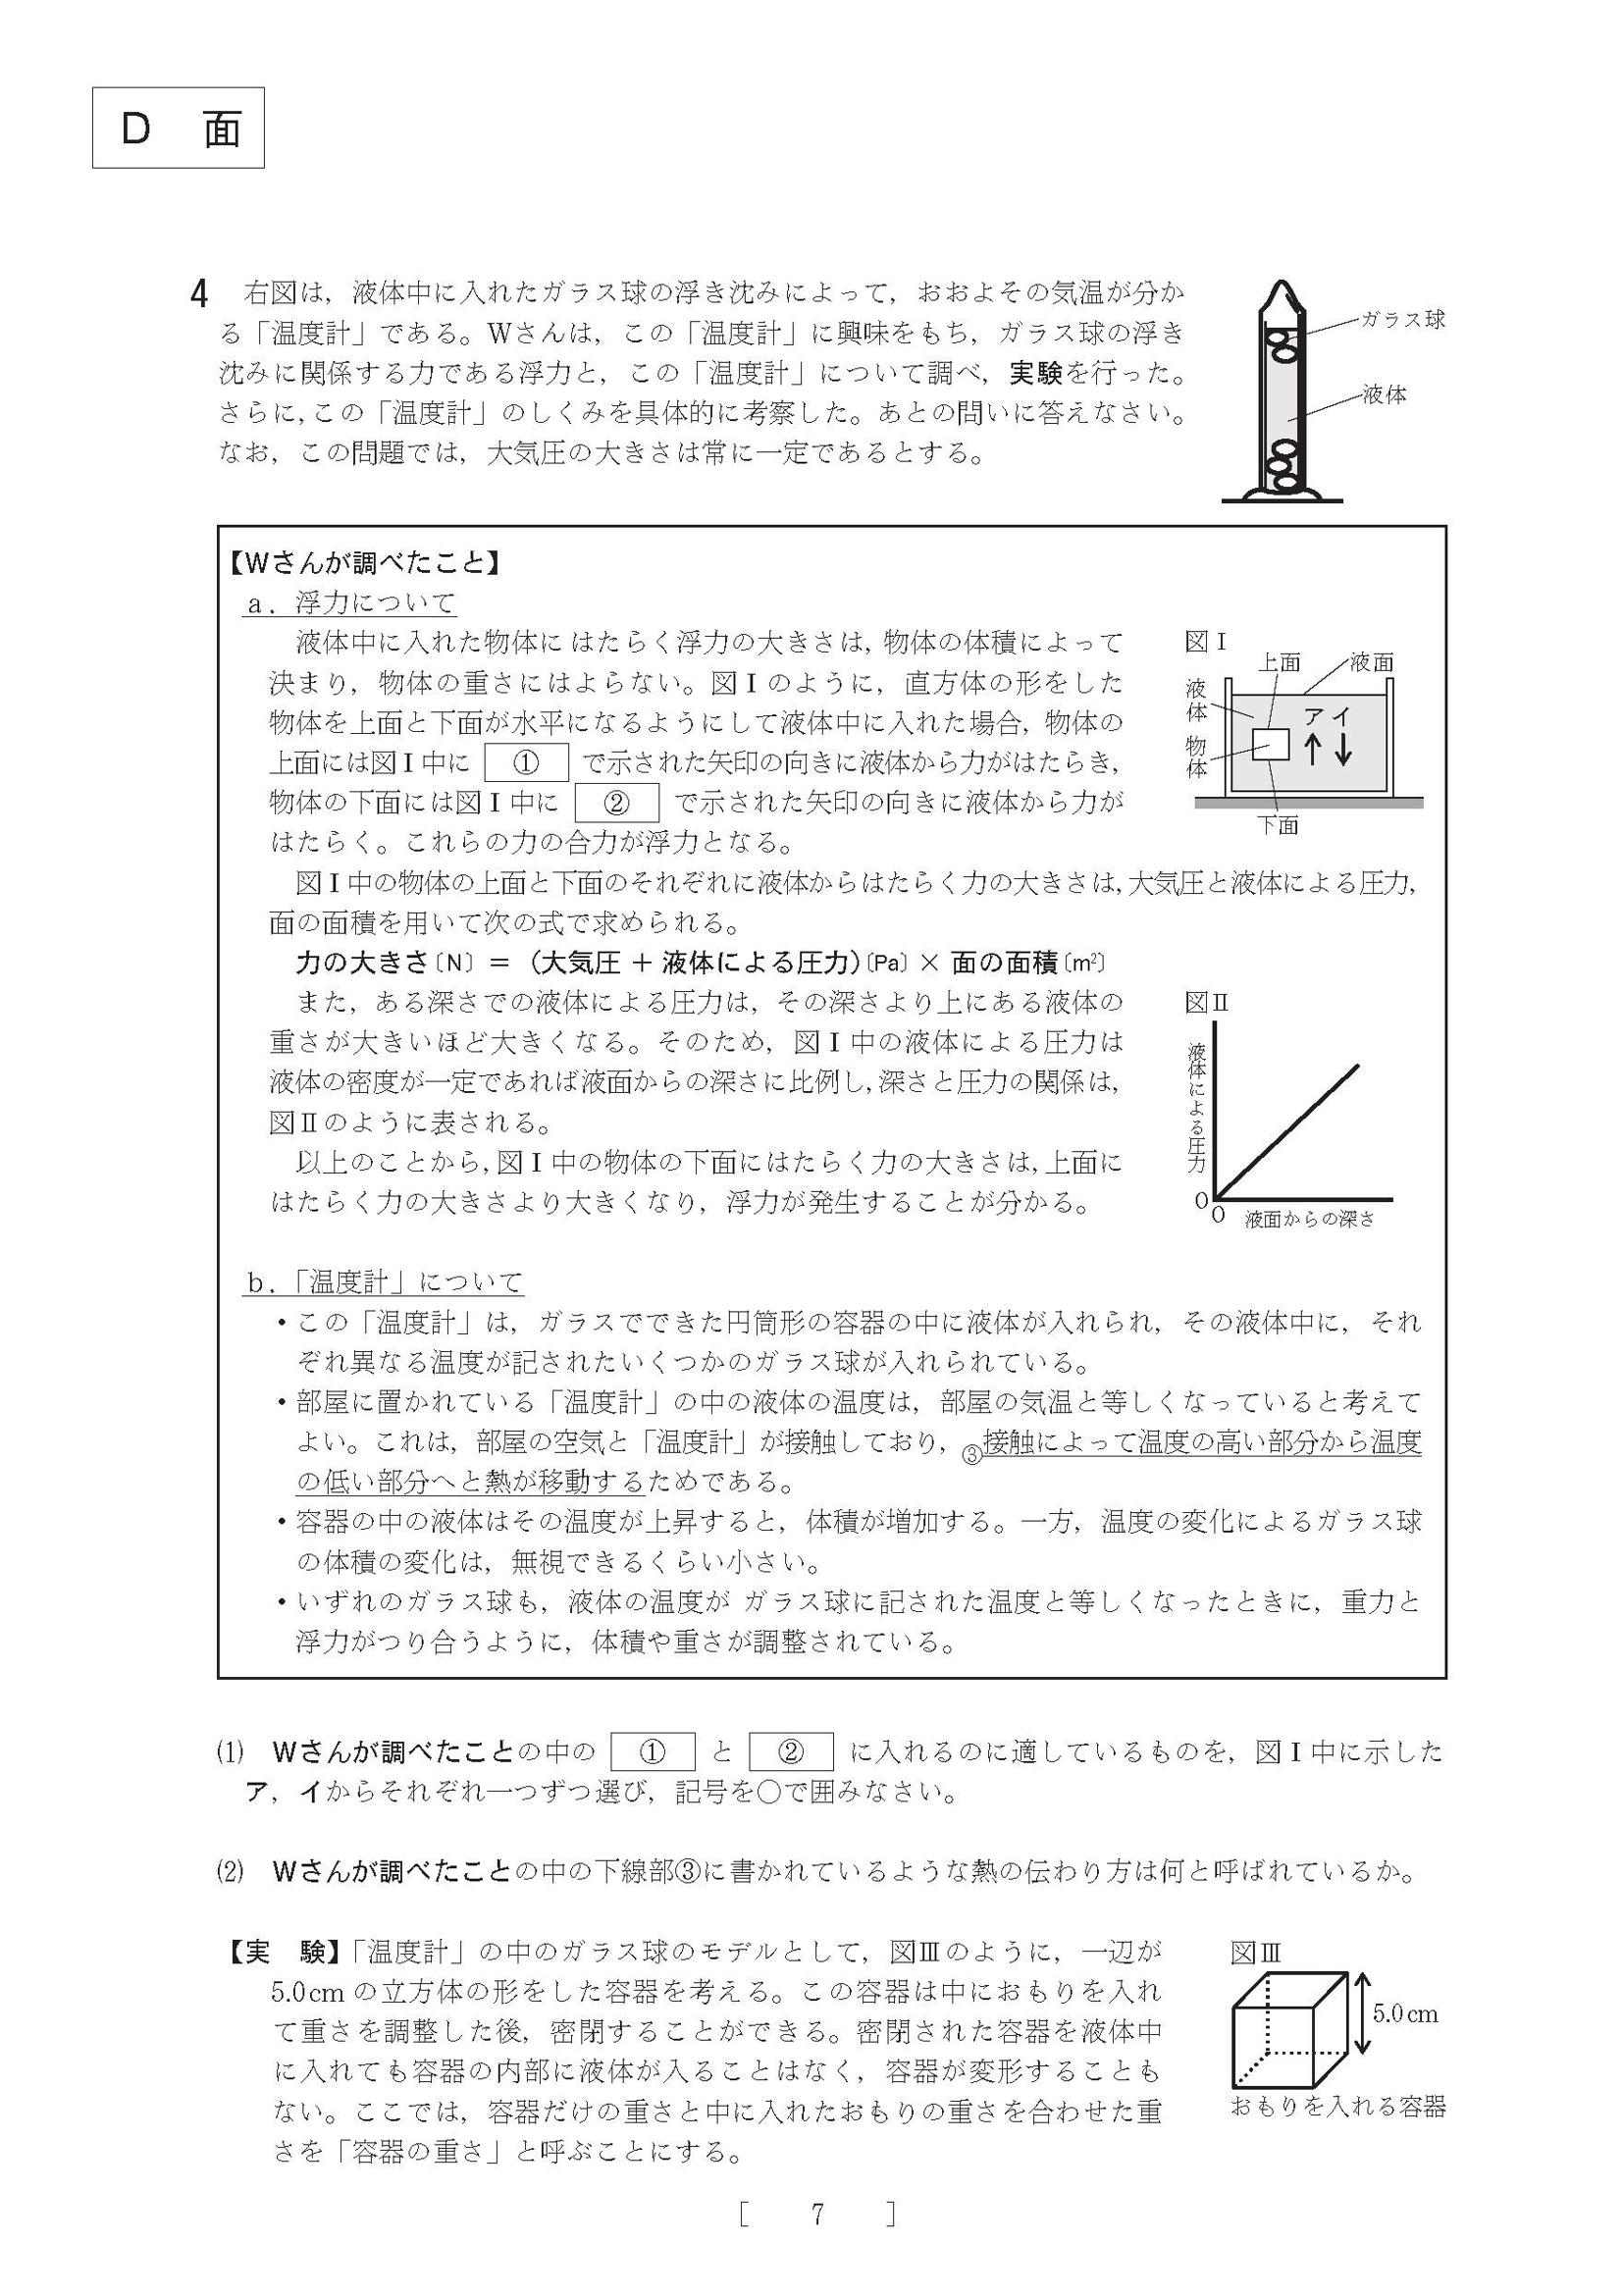 D 面
4 右図は,液体中に入れたガラス球の浮き沈みによって,おおよその気温が分か
る「温度計」である。Wさんは,この「温度計」に興味をもち,ガラス球の浮き
沈みに関係する力である浮力と,この「温度計」について調べ,実験を行った。
さらに,この「温度計」のしくみを具体的に考察した。あとの問いに答えなさい。
なお,この問題では,大気圧の大きさは常に一定であるとする。
ガラス球
液体
【Wさんが調べたこと】
a.浮力について
液体中に入れた物体に はたらく浮力の大きさは,物体の体積によって
決まり,物体の重さにはよらない。図Ⅰのように,直方体の形をした
物体を上面と下面が水平になるようにして液体中に入れた場合,物体の
上面には図Ⅰ中に ① で示された矢印の向きに液体から力がはたらき,
物体の下面には図Ⅰ中に ② で示された矢印の向きに液体から力が
はたらく。これらの力の合力が浮力となる。
図Ⅰ
上面
液面
液体
物体
ア イ
下面
図Ⅰ中の物体の上面と下面のそれぞれに液体からはたらく力の大きさは,大気圧と液体による圧力,
面の面積を用いて次の式で求められる。
力の大きさ〔N〕=(大気圧 + 液体による圧力)〔Pa〕× 面の面積〔m²〕
また,ある深さでの液体による圧力は,その深さより上にある液体の
重さが大きいほど大きくなる。そのため,図Ⅰ中の液体による圧力は
液体の密度が一定であれば液面からの深さに比例し,深さと圧力の関係は,
図Ⅱのように表される。
以上のことから,図Ⅰ中の物体の下面にはたらく力の大きさは,上面に
はたらく力の大きさより大きくなり,浮力が発生することが分かる。
図Ⅱ
液体による圧力
0
0 液面からの深さ
b.「温度計」について
・この「温度計」は,ガラスでできた円筒形の容器の中に液体が入れられ,その液体中に,それ
ぞれ異なる温度が記されたいくつかのガラス球が入れられている。
・部屋に置かれている「温度計」の中の液体の温度は,部屋の気温と等しくなっていると考えて
よい。これは,部屋の空気と「温度計」が接触しており,③接触によって温度の高い部分から温度
の低い部分へと熱が移動するためである。
・容器の中の液体はその温度が上昇すると,体積が増加する。一方,温度の変化によるガラス球
の体積の変化は,無視できるくらい小さい。
・いずれのガラス球も,液体の温度が ガラス球に記された温度と等しくなったときに,重力と
浮力がつり合うように,体積や重さが調整されている。
(1) Wさんが調べたことの中の ① と ② に入れるのに適しているものを,図Ⅰ中に示した
ア,イからそれぞれ一つずつ選び,記号を○で囲みなさい。
(2) Wさんが調べたことの中の下線部③に書かれているような熱の伝わり方は何と呼ばれているか。
【実 験】「温度計」の中のガラス球のモデルとして,図Ⅲのように,一辺が
5.0cm の立方体の形をした容器を考える。この容器は中におもりを入れ
て重さを調整した後,密閉することができる。密閉された容器を液体中
に入れても容器の内部に液体が入ることはなく,容器が変形することも
ない。ここでは,容器だけの重さと中に入れたおもりの重さを合わせた重
さを「容器の重さ」と呼ぶことにする。
図Ⅲ
5.0cm
おもりを入れる容器
[ 7 ]